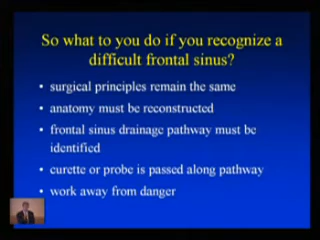 So what to you do if you recognize a
difficult frontal sinus?
• surgical principles remain the same
• anatomy must be reconstructed
• frontal sinus drainage pathway must be
identified
• curette or probe is passed along pathway
• work away from danger